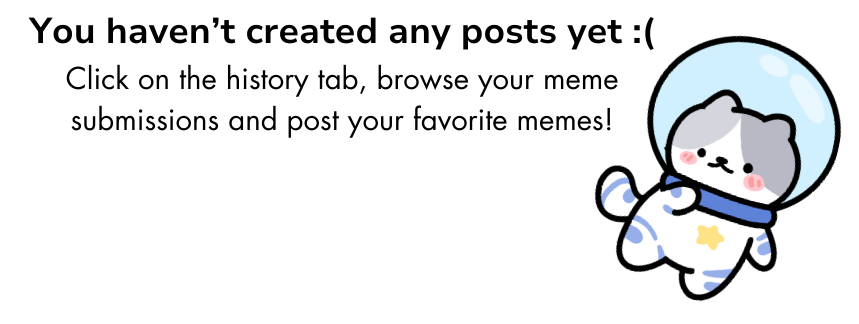 You haven’t created any posts yet :(
Click on the history tab, browse your meme
submissions and post your favorite memes!